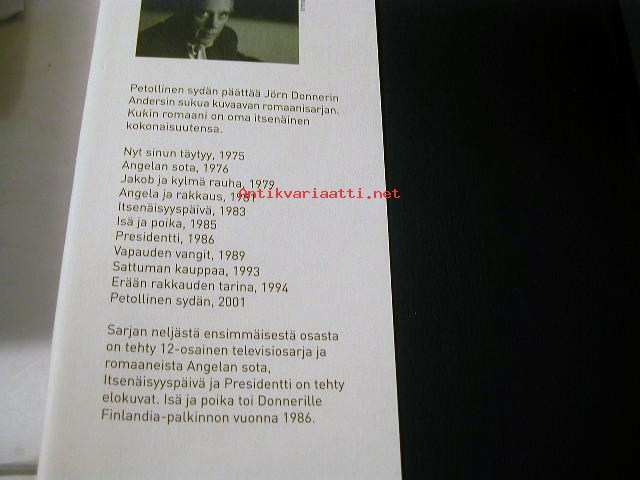 Petollinen sydän päättää Jörn Donnerin
Andersin sukua kuvaavan romaanisarjan.
Kukin romaani on oma itsenäinen
kokonaisuutensa.
Nyt sinun täytyy, 1975
Angelan sota, 1976
Jakob ja kylmä rauha, 1979
Antikvariaatti.net
Angela ja rakkaus, 1981
Itsenäisyyspäivä, 1983
Isä ja poika, 1985
Presidentti, 1986
Vapauden vangit, 1989
Sattuman kauppaa, 1993
Erään rakkauden tarina, 1994
Petollinen sydän, 2001
Sarjan neljästä ensimmäisestä osasta
on tehty 12-osainen televisiosarja ja
romaaneista Angelan sota,
Itsenäisyyspäivä ja Presidentti on tehty
elokuvat. Isä ja poika toi Donnerille
Finlandia-palkinnon vuonna 1986.